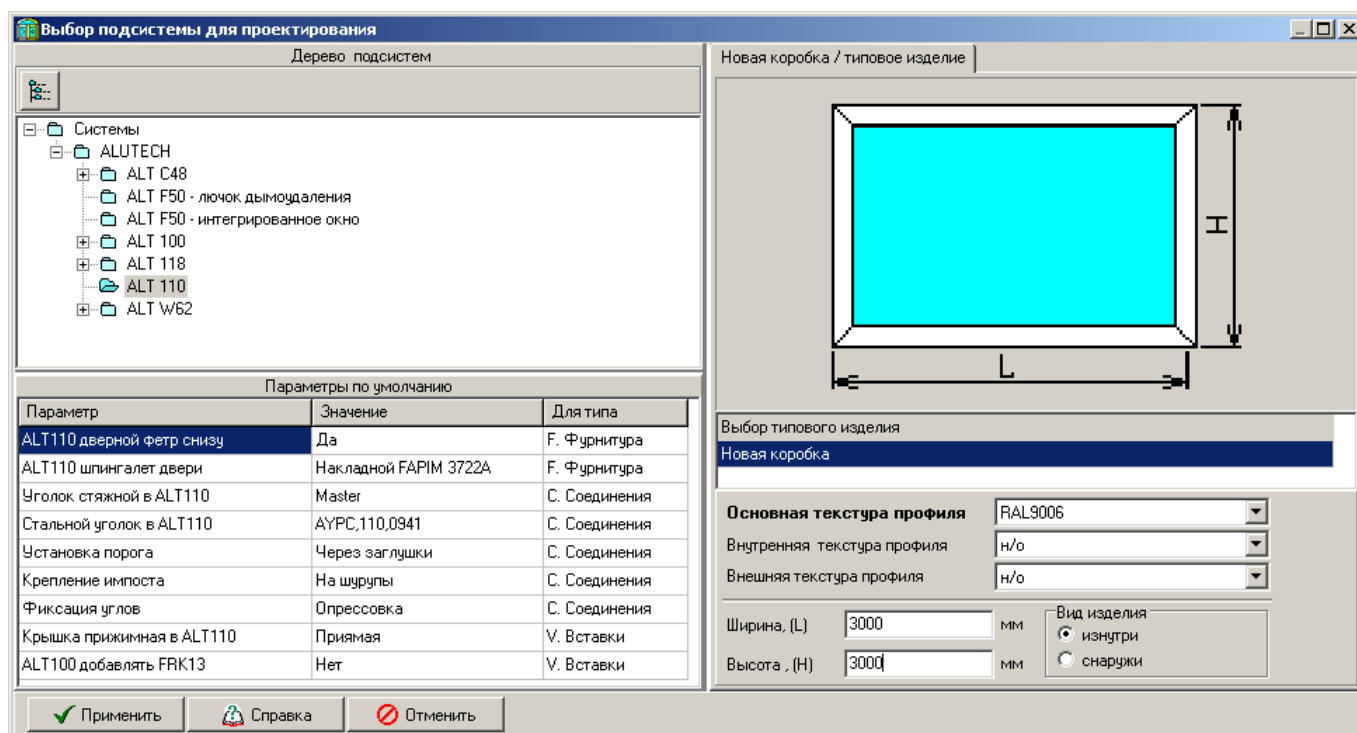 Выбор подсистемы для проектирования
Дерево подсистем
Системы
ALUTECH
ALT C48
ALT F50 - лючок дымоудаления
ALT F50 - интегрированное окно
ALT 100
ALT 118
ALT 110
ALT W62
Параметры по умолчанию
Параметр Значение Для типа
ALT110 дверной фетр снизу Да F. Фурнитура
ALT110 шпингалет двери Накладной FAPIM 3722A F. Фурнитура
Уголок стяжной в ALT110 Master C. Соединения
Стальной уголок в ALT110 AYPC,110,0941 C. Соединения
Установка порога Через заглушки C. Соединения
Крепление импоста На шурупы C. Соединения
Фиксация углов Опрессовка C. Соединения
Крышка прижимная в ALT110 Приямая V. Вставки
ALT100 добавлять FRK13 Нет V. Вставки
Применить Справка Отменить
Новая коробка / типовое изделие
H
L
Выбор типового изделия
Новая коробка
Основная текстура профиля RAL9006
Внутренняя текстура профиля н/о
Внешняя текстура профиля н/о
Ширина, (L) 3000 мм
Высота , (H) 3000 мм
Вид изделия
изнутри
снаружи